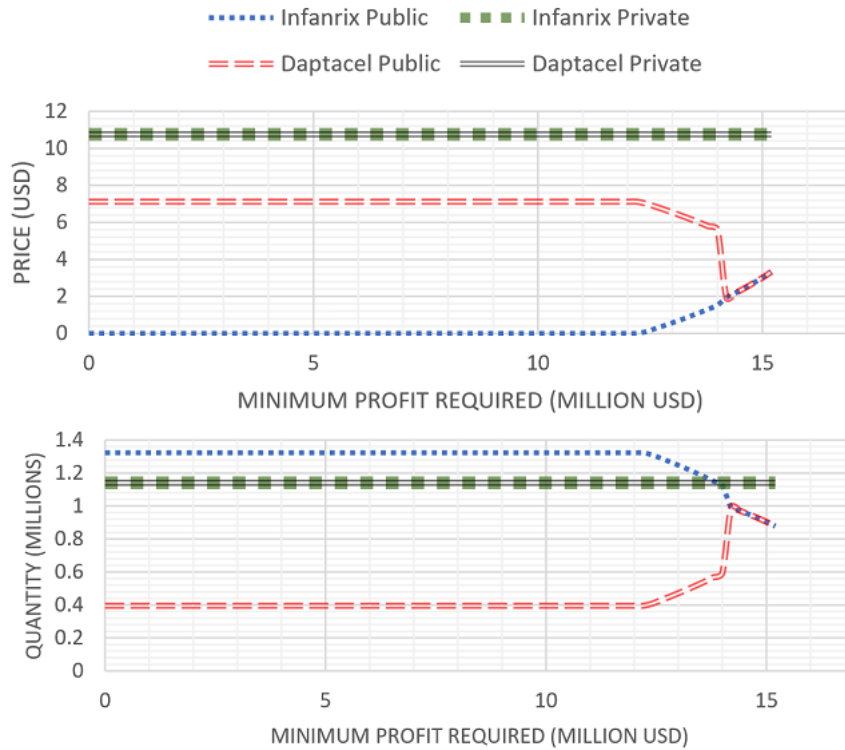 Infanrix Public
Infanrix Private
Daptacel Public
Daptacel Private
PRICE (USD)
12
10
8
6
4
2
0
0
5
10
15
MINIMUM PROFIT REQUIRED (MILLION USD)
QUANTITY (MILLIONS)
1.4
1.2
1
0.8
0.6
0.4
0.2
0
0
5
10
15
MINIMUM PROFIT REQUIRED (MILLION USD)